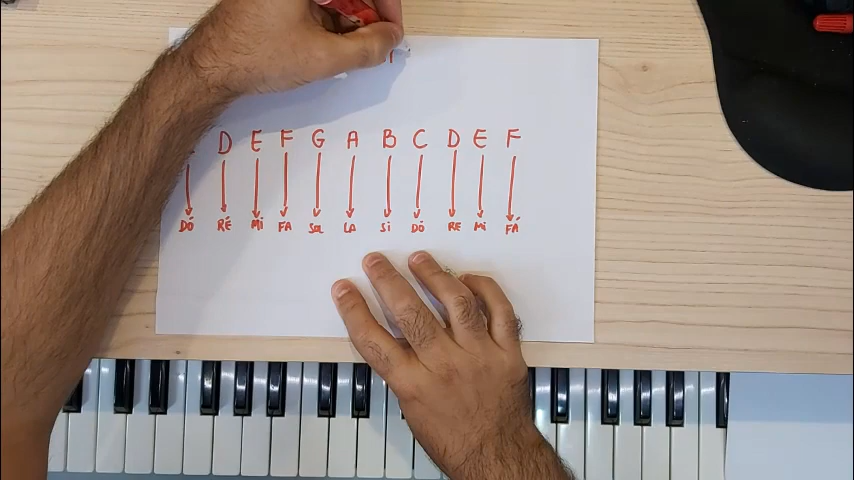 D E F G A B C D E F
DÓ RÉ Mi FA SOL LA Si DÓ RE Mi FÁ